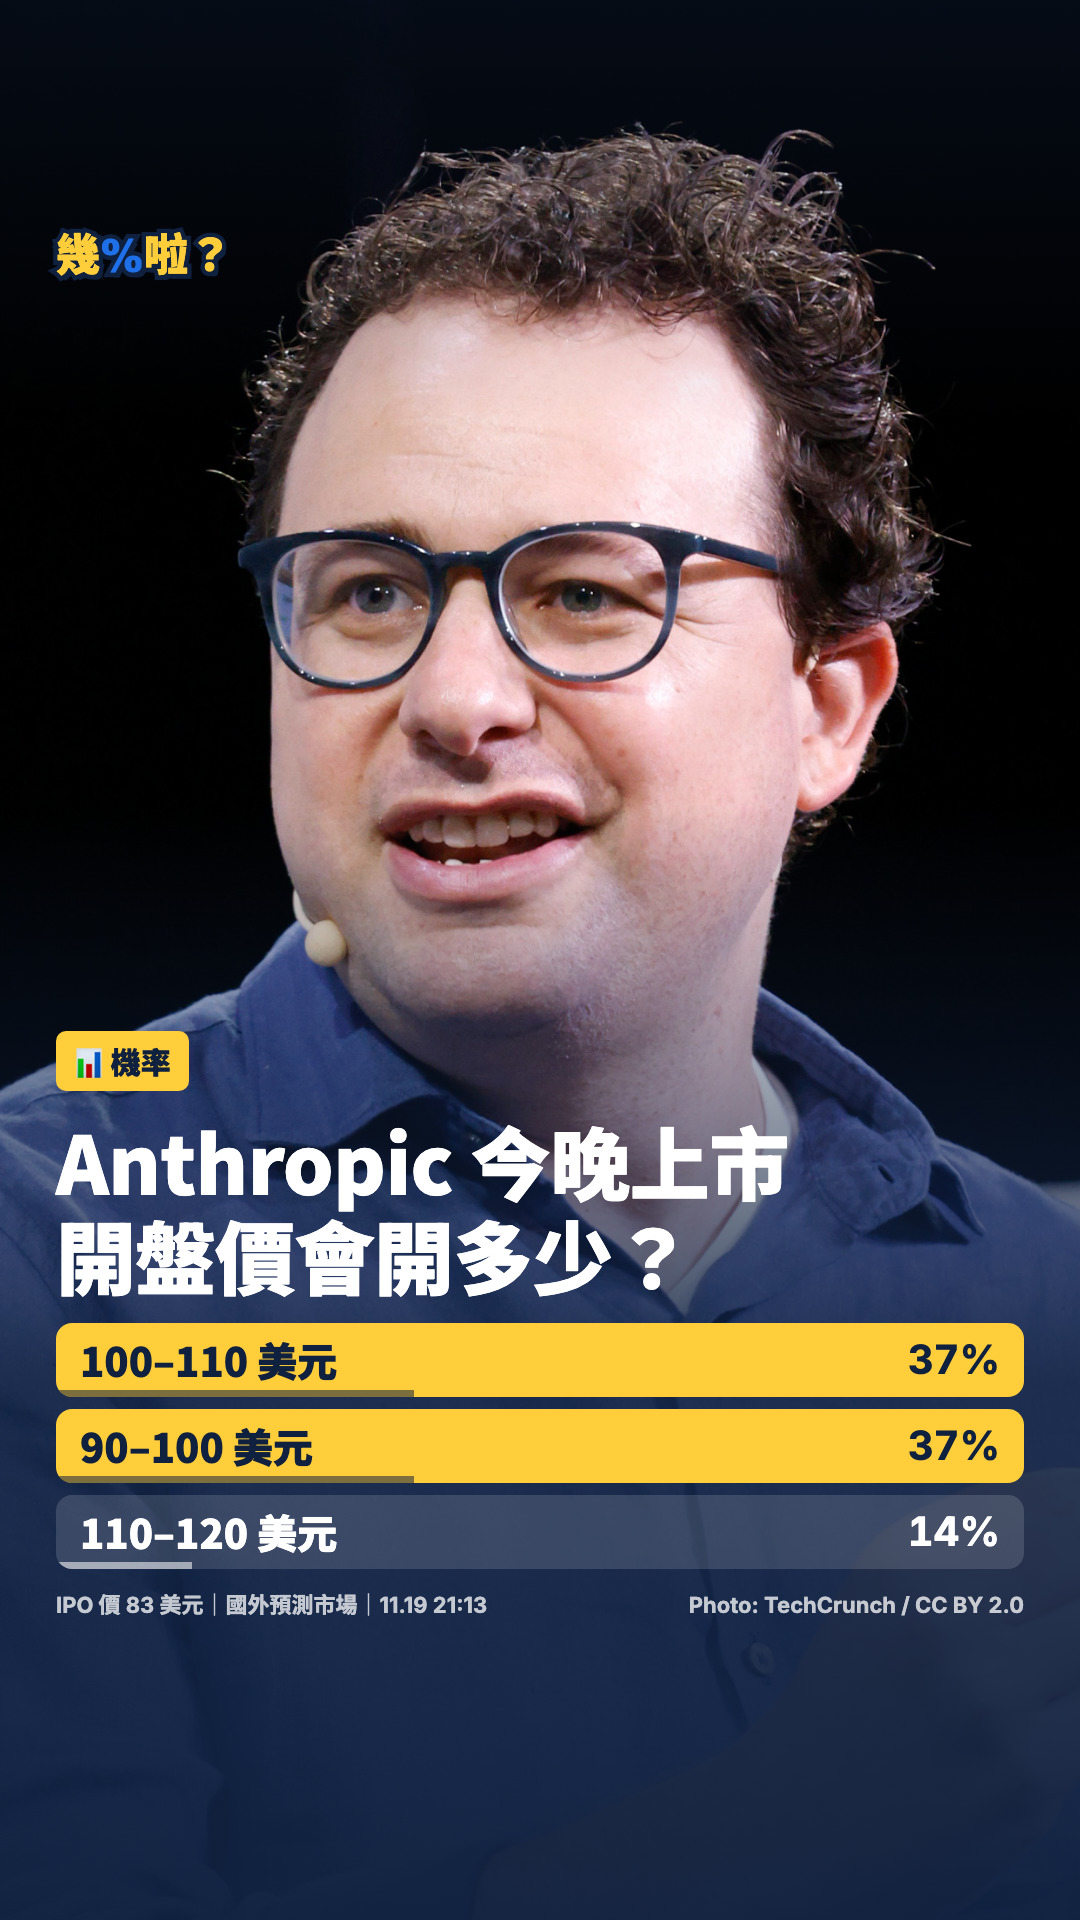 幾%啦？
📊 機率
Anthropic 今晚上市
開盤價會開多少？
100–110 美元 37%
90–100 美元 37%
110–120 美元 14%
IPO 價 83 美元｜國外預測市場｜11.19 21:13
Photo: TechCrunch / CC BY 2.0